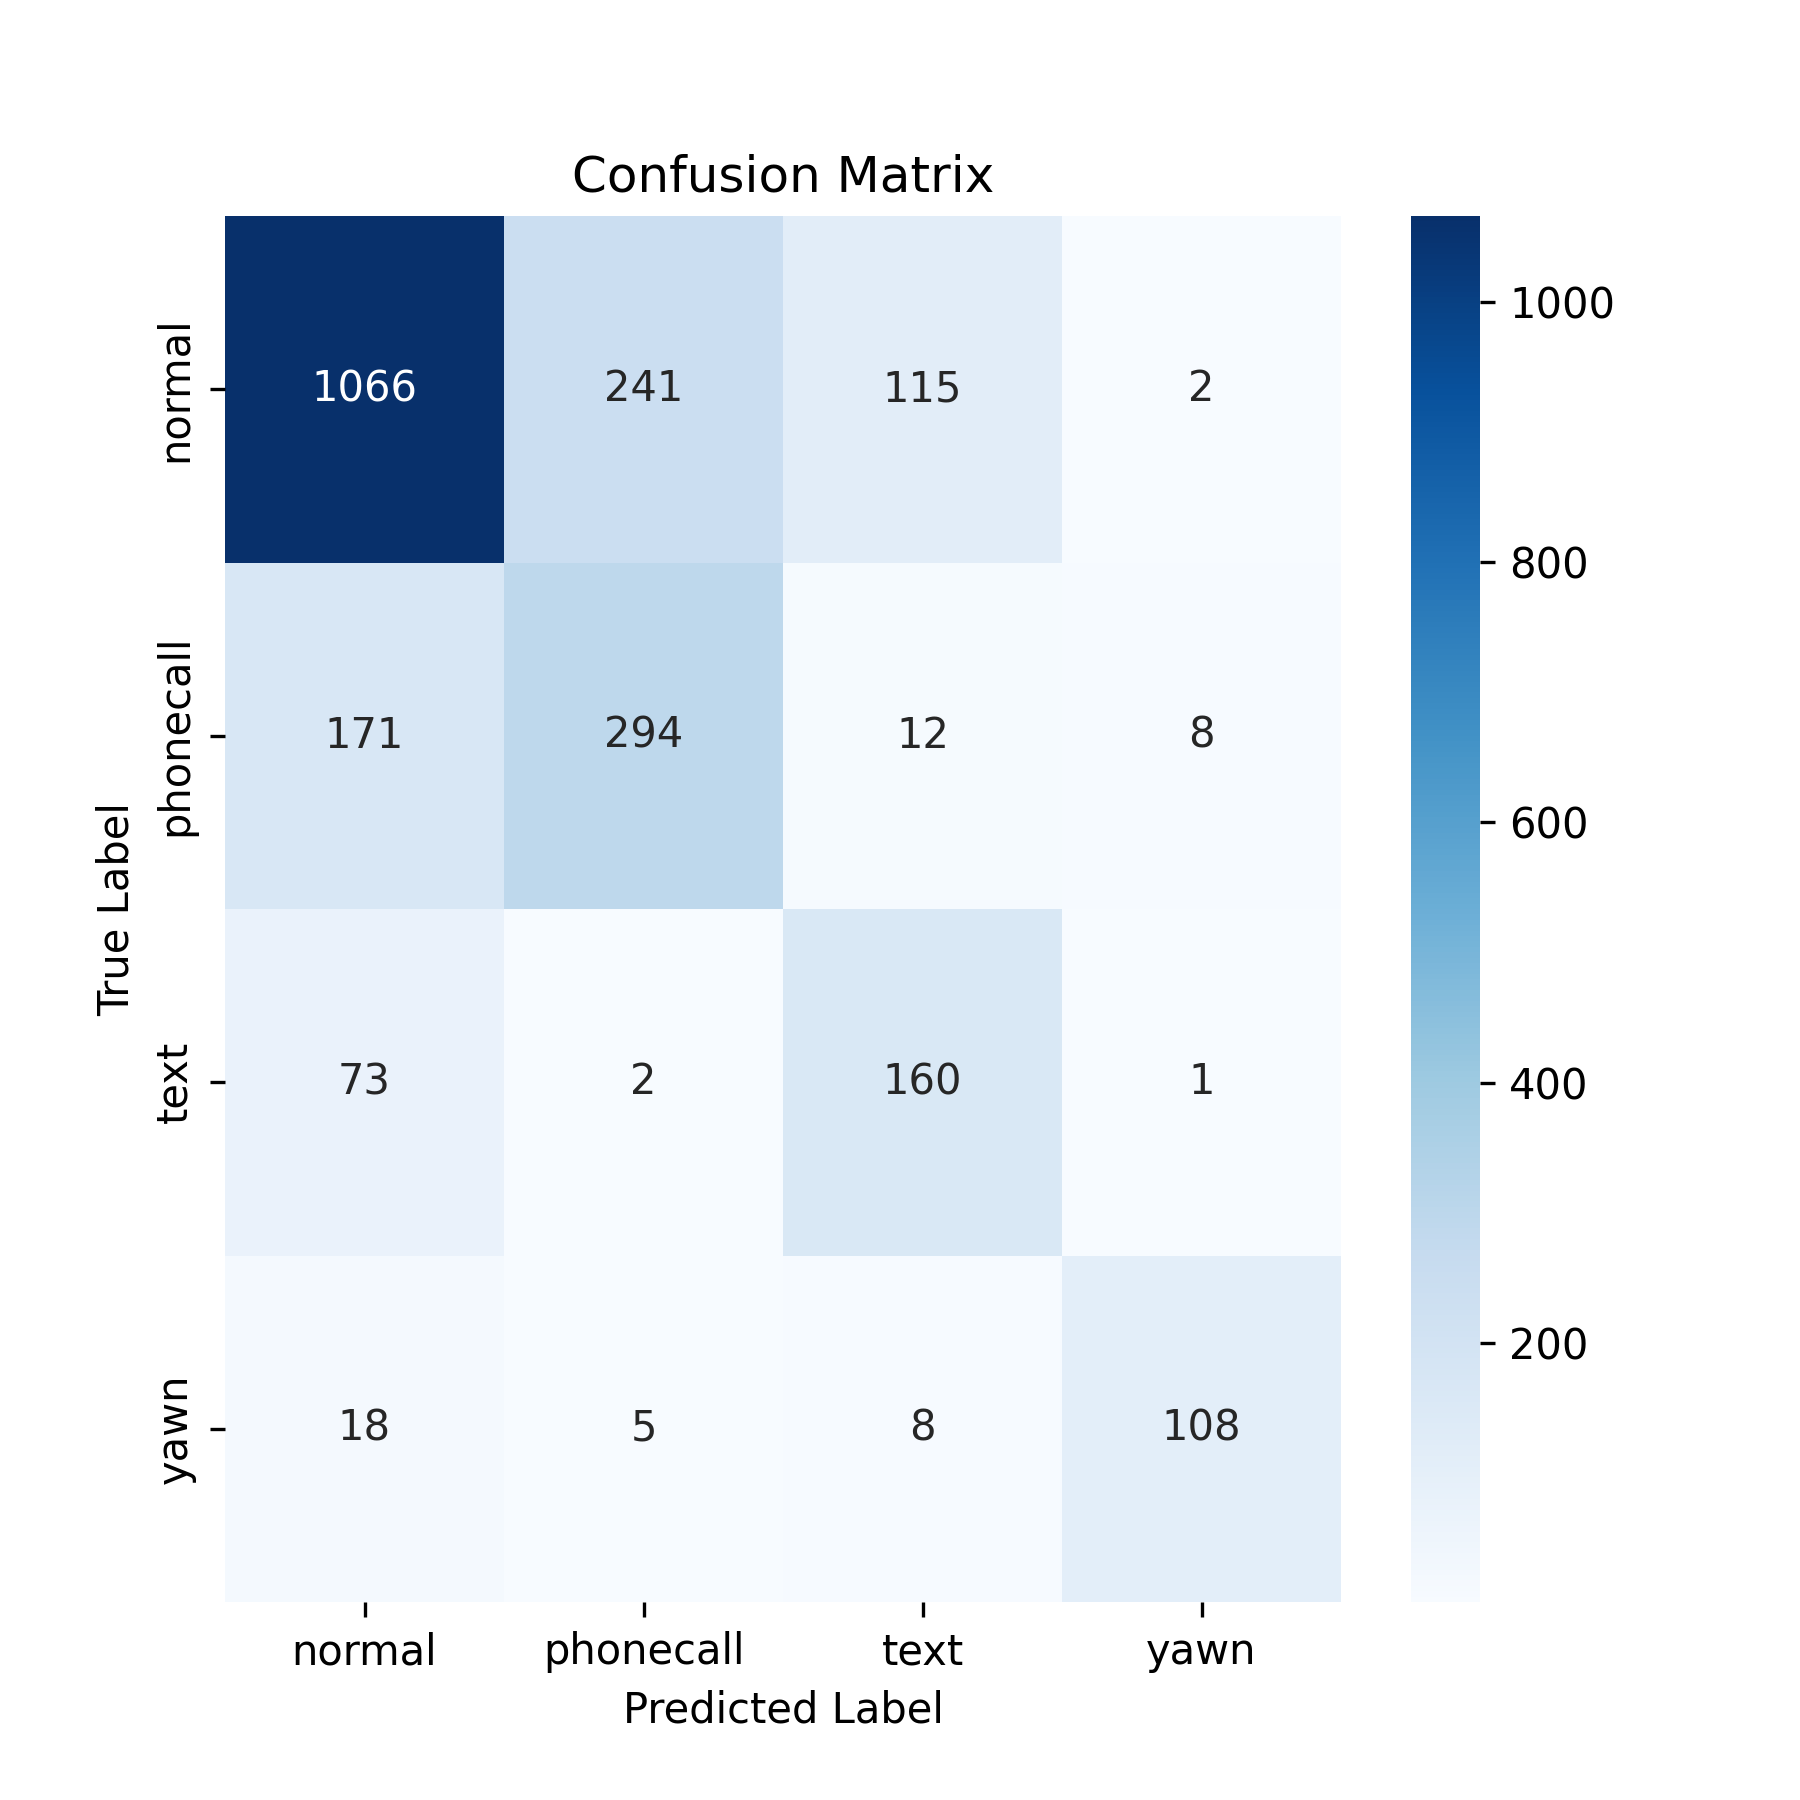 Confusion Matrix
True Label
normal 1066 241 115 2
phonecall 171 294 12 8
text 73 2 160 1
yawn 18 5 8 108
normal phonecall text yawn
Predicted Label
1000
800
600
400
200